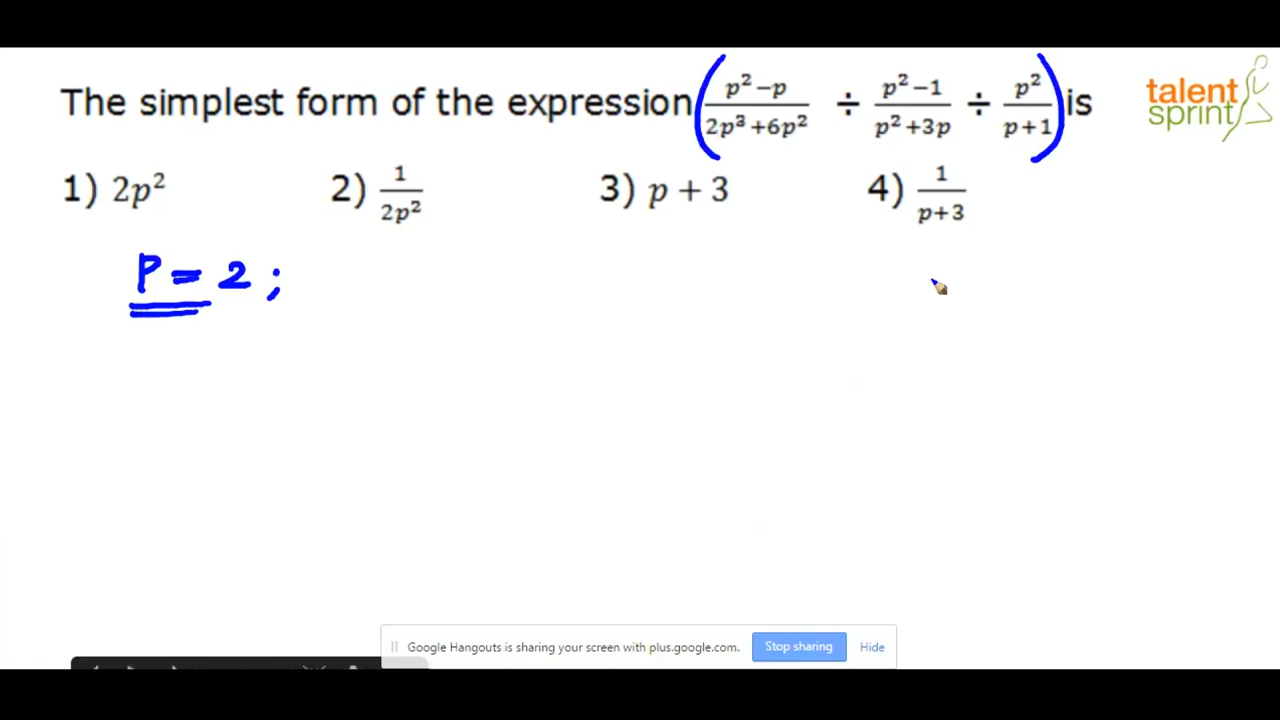 The simplest form of the expression (p²−p / 2p³+6p² ÷ p²−1 / p²+3p ÷ p² / p+1) is
talent
sprint
1) 2p² 2) 1 / 2p² 3) p + 3 4) 1 / p+3
P = 2 ;
Google Hangouts is sharing your screen with plus.google.com. Stop sharing Hide